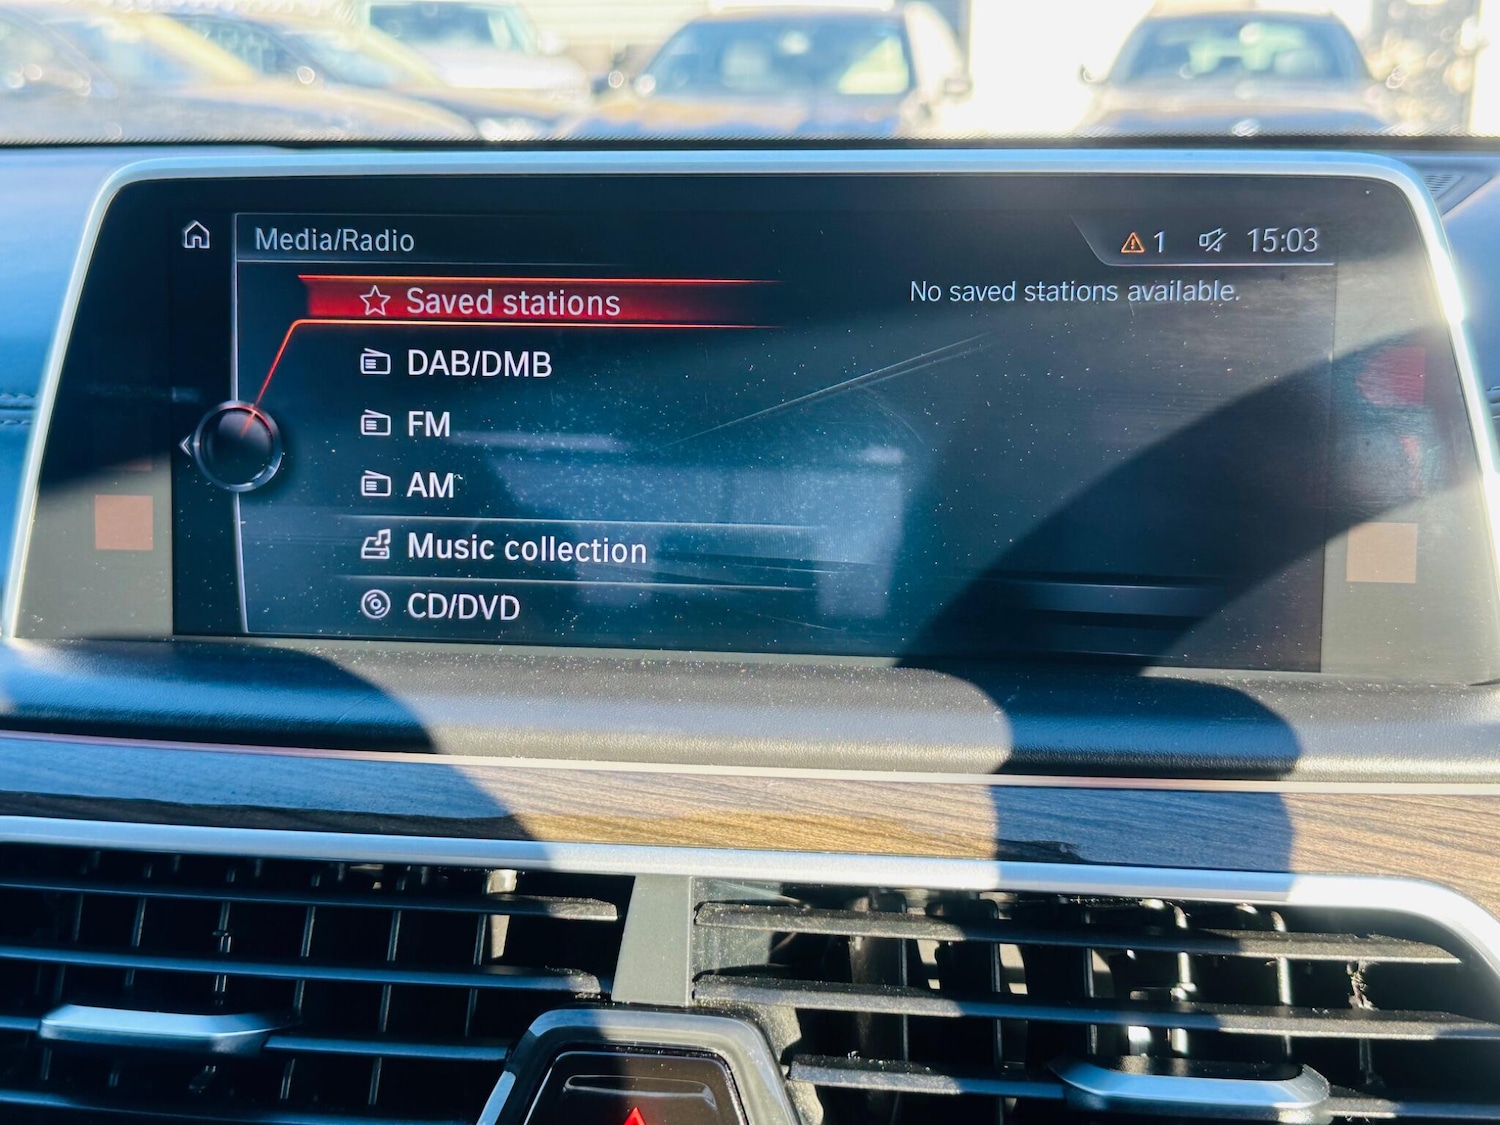 Media/Radio
1 15:03
Saved stations
No saved stations available.
DAB/DMB
FM
AM
Music collection
CD/DVD